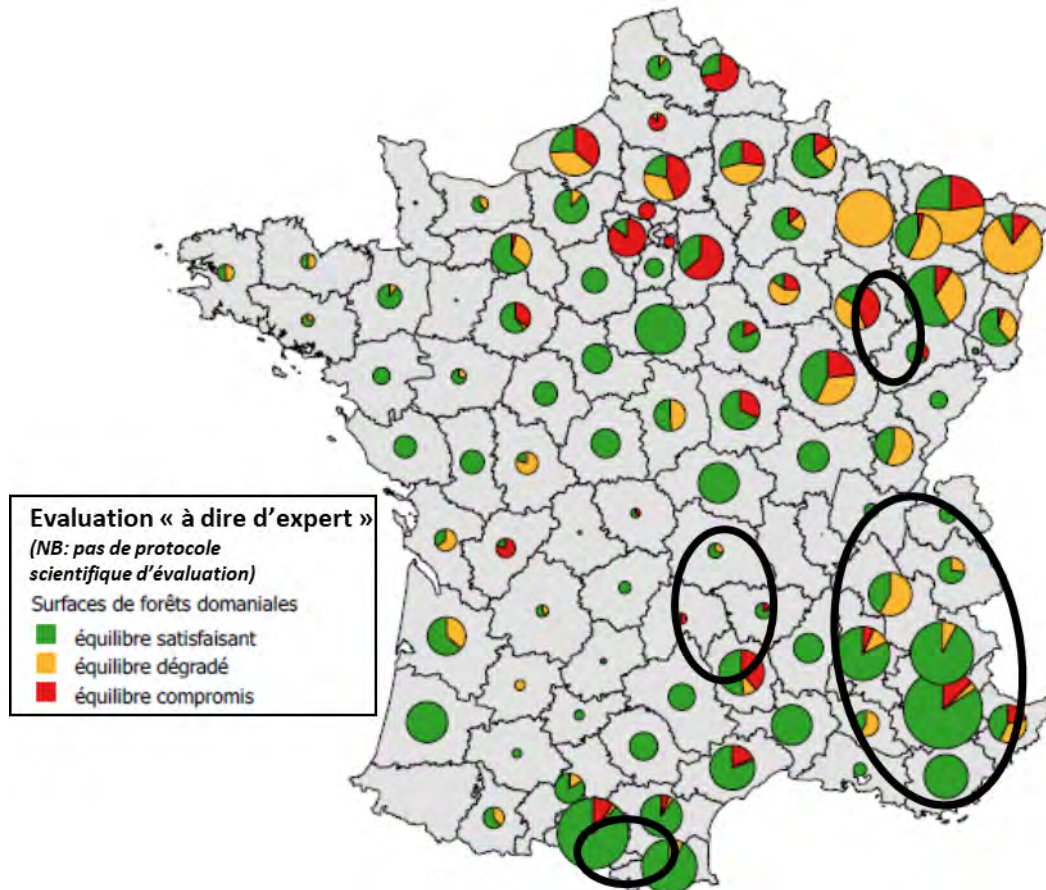 Evaluation « à dire d’expert »
(NB: pas de protocole
scientifique d’évaluation)
Surfaces de forêts domaniales
équilibre satisfaisant
équilibre dégradé
équilibre compromis